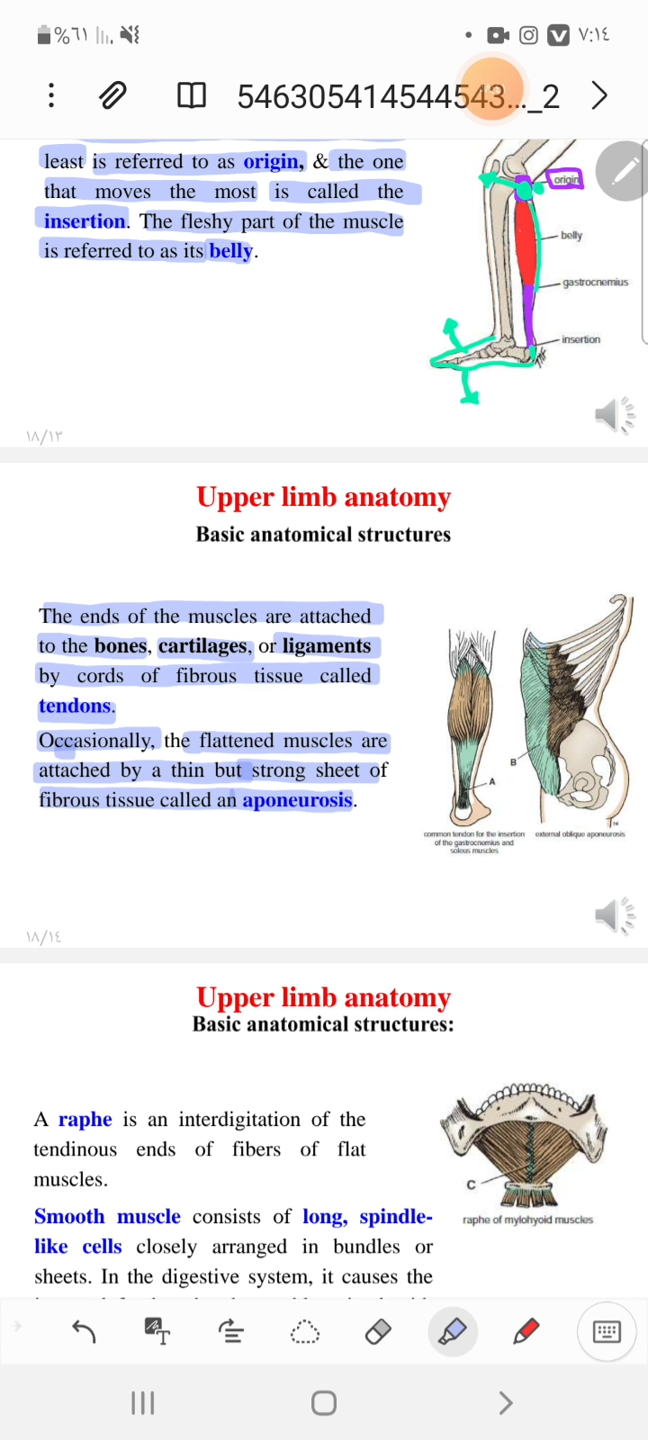 %٦١
٧:١٤
546305414544543..._2
least is referred to as origin, & the one
that moves the most is called the
insertion. The fleshy part of the muscle
is referred to as its belly.
origin
belly
gastrocnemius
insertion
١٨/١٣
Upper limb anatomy
Basic anatomical structures
The ends of the muscles are attached
to the bones, cartilages, or ligaments
by cords of fibrous tissue called
tendons.
Occasionally, the flattened muscles are
attached by a thin but strong sheet of
fibrous tissue called an aponeurosis.
A
B
common tendon for the insertion
of the gastrocnemius and
soleus muscles
external oblique aponeurosis
١٨/١٤
Upper limb anatomy
Basic anatomical structures:
A raphe is an interdigitation of the
tendinous ends of fibers of flat
muscles.
Smooth muscle consists of long, spindle-
like cells closely arranged in bundles or
sheets. In the digestive system, it causes the
C
raphe of mylohyoid muscles
T